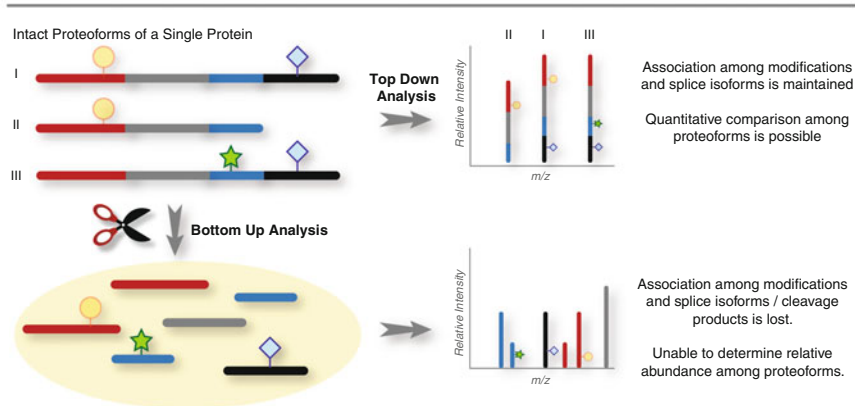 Intact Proteoforms of a Single Protein
I
II
III
Top Down
Analysis
II I III
Relative Intensity
m/z
Association among modifications
and splice isoforms is maintained
Quantitative comparison among
proteoforms is possible
Bottom Up Analysis
Relative Intensity
m/z
Association among modifications
and splice isoforms / cleavage
products is lost.
Unable to determine relative
abundance among proteoforms.